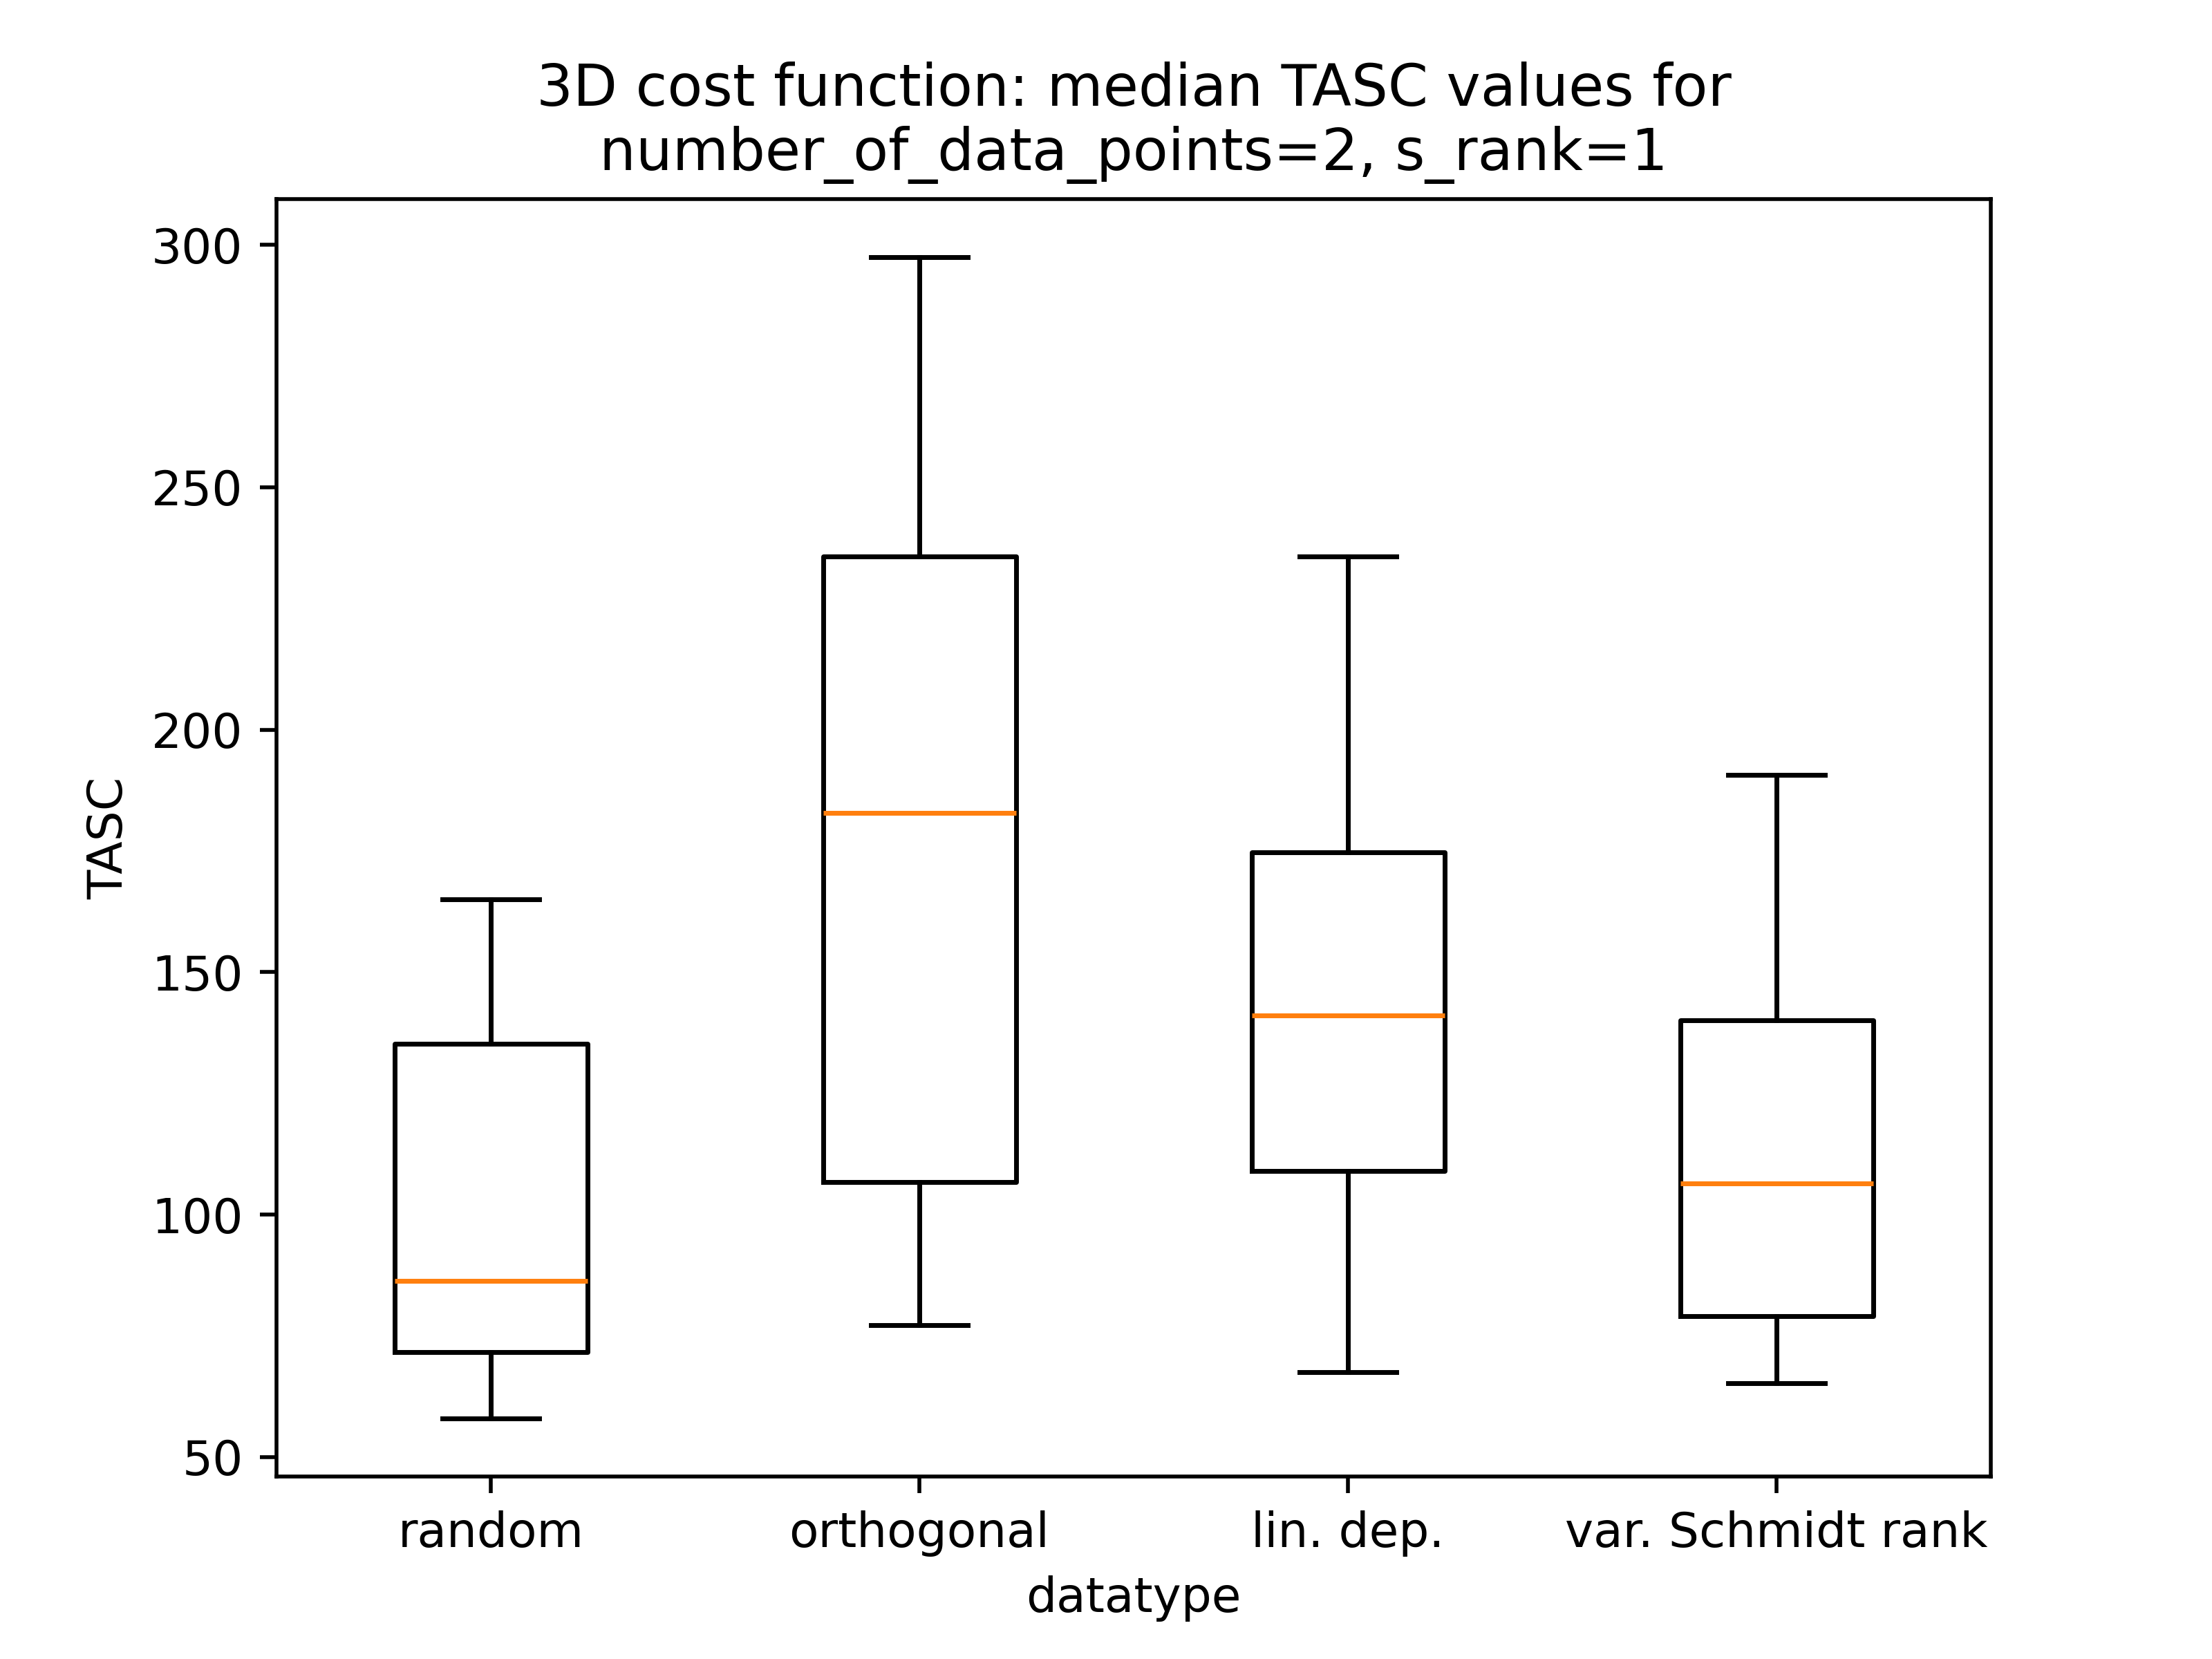 3D cost function: median TASC values for
number_of_data_points=2, s_rank=1
300
250
200
150
100
50
TASC
random
orthogonal
lin. dep.
var. Schmidt rank
datatype